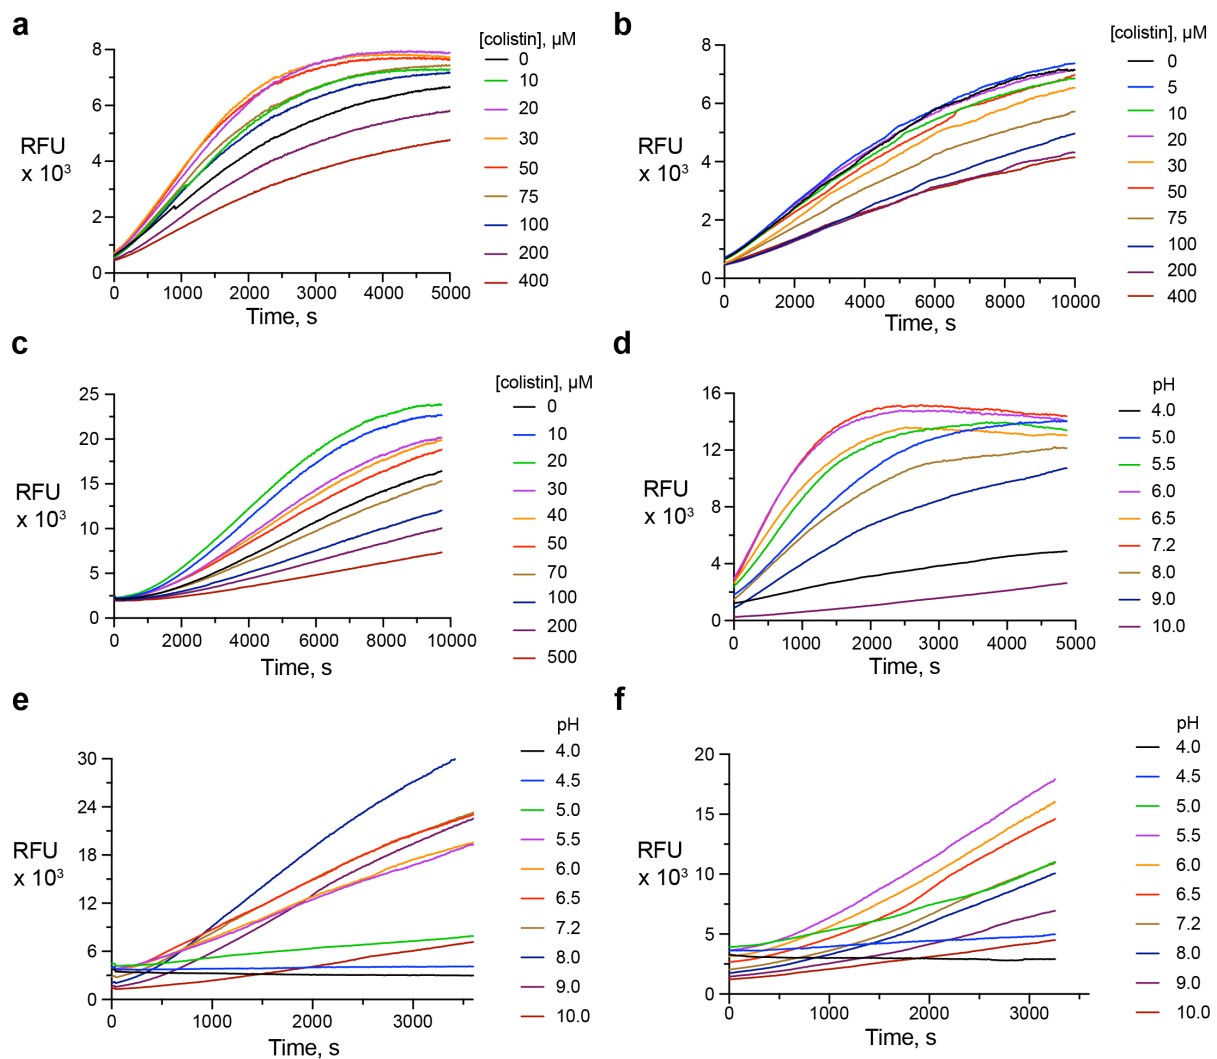 a
[colistin], µM
0
10
20
30
50
75
100
200
400
RFU
x 10³
8
6
4
2
0
0 1000 2000 3000 4000 5000
Time, s
b
[colistin], µM
0
5
10
20
30
50
75
100
200
400
RFU
x 10³
8
6
4
2
0
0 2000 4000 6000 8000 10000
Time, s
c
[colistin], µM
0
10
20
30
40
50
70
100
200
500
RFU
x 10³
25
20
15
10
5
0
0 2000 4000 6000 8000 10000
Time, s
d
pH
4.0
5.0
5.5
6.0
6.5
7.2
8.0
9.0
10.0
RFU
x 10³
16
12
8
4
0
0 1000 2000 3000 4000 5000
Time, s
e
pH
4.0
4.5
5.0
5.5
6.0
6.5
7.2
8.0
9.0
10.0
RFU
x 10³
30
24
18
12
6
0
0 1000 2000 3000
Time, s
f
pH
4.0
4.5
5.0
5.5
6.0
6.5
7.2
8.0
9.0
10.0
RFU
x 10³
20
15
10
5
0
0 1000 2000 3000
Time, s